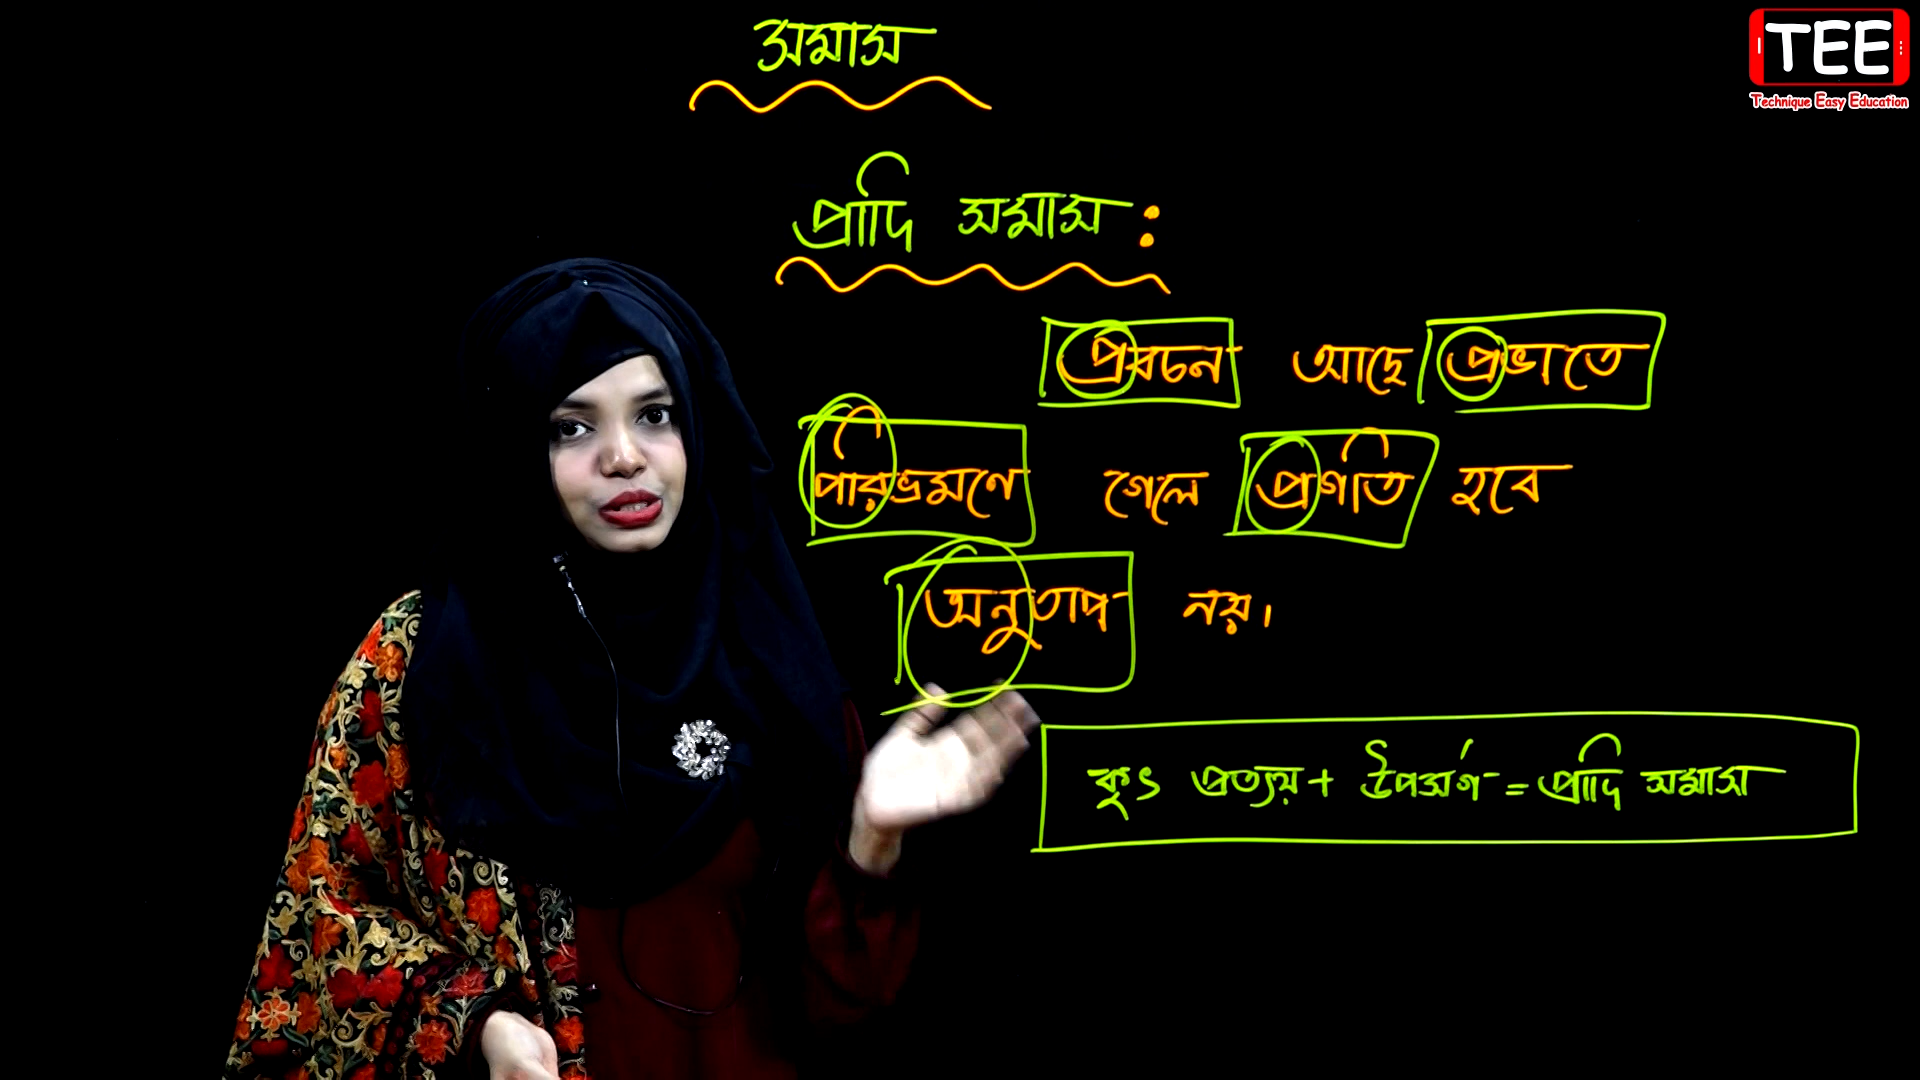 সমাস
TEE
Technique Easy Education
প্রাদি সমাস :
প্রবচন আছে প্রভাতে
পরিভ্রমণে গেলে প্রগতি হবে
অনুতাপ নয়।
কৃৎ প্রত্যয় + উপসর্গ = প্রাদি সমাস